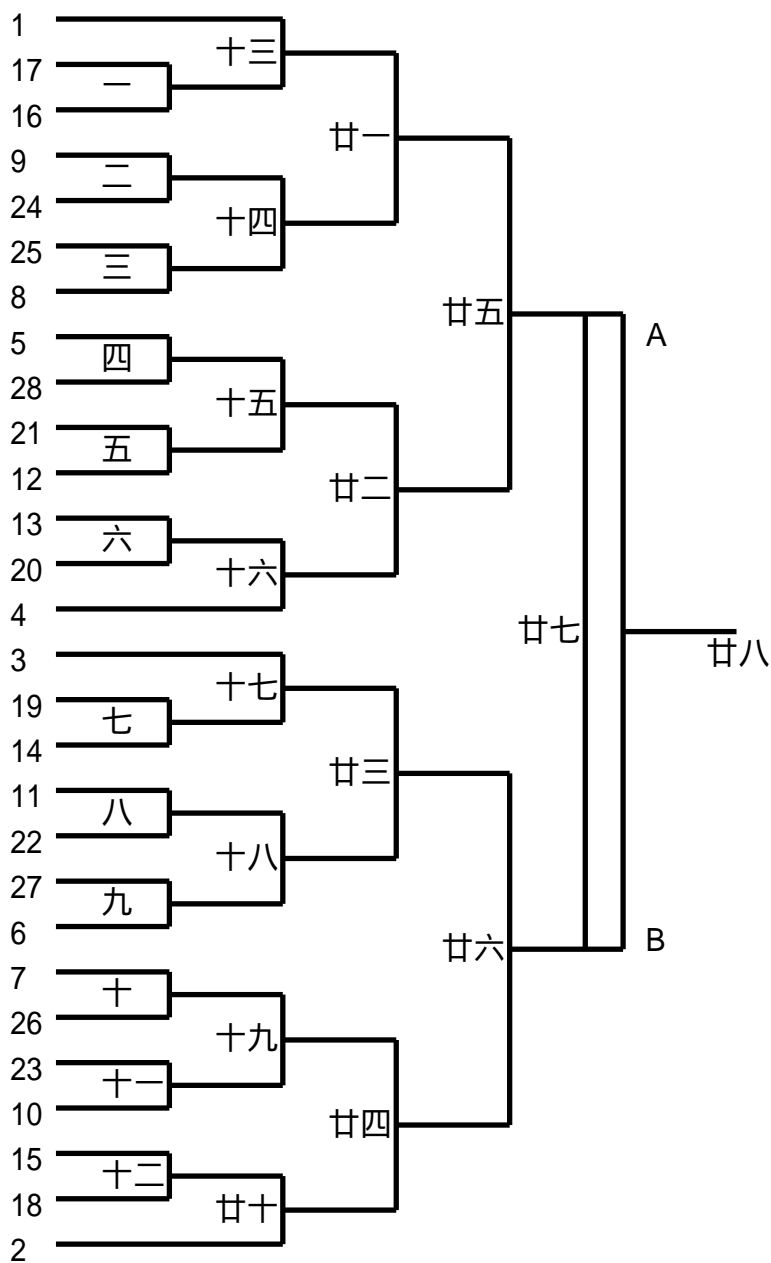 1
十三
17
一
16
廿一
9
二
24
十四
25
三
8
廿五
A
5
四
28
十五
21
五
12
廿二
13
六
20
十六
4
廿七
廿八
3
十七
19
七
14
廿三
11
八
22
十八
27
九
6
廿六
B
7
十
26
十九
23
十一
10
廿四
15
十二
18
廿十
2